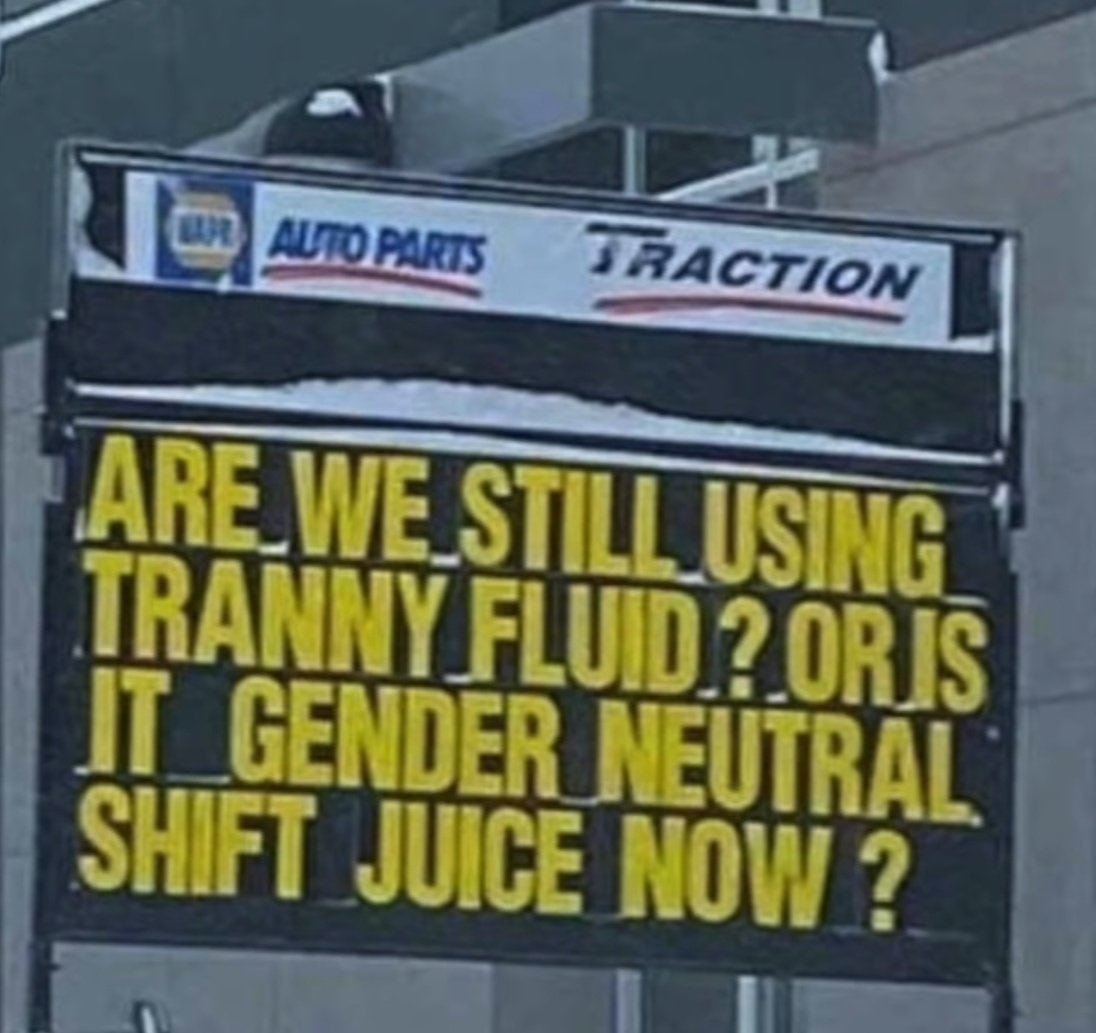 NAPA AUTO PARTS TRACTION
ARE WE STILL USING
TRANNY FLUID ? OR IS
IT GENDER NEUTRAL
SHIFT JUICE NOW ?